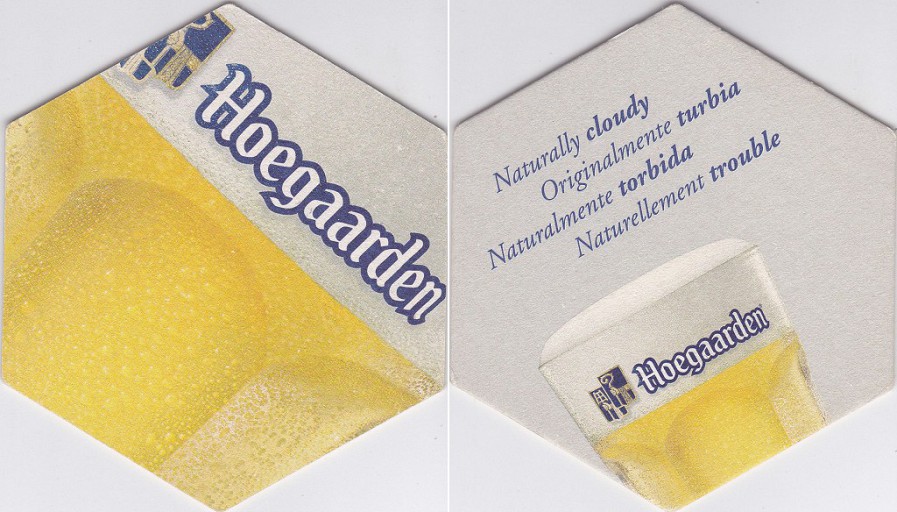 Hoegaarden
Naturally cloudy
Originalmente turbia
Naturalmente torbida
Naturellement trouble
Hoegaarden